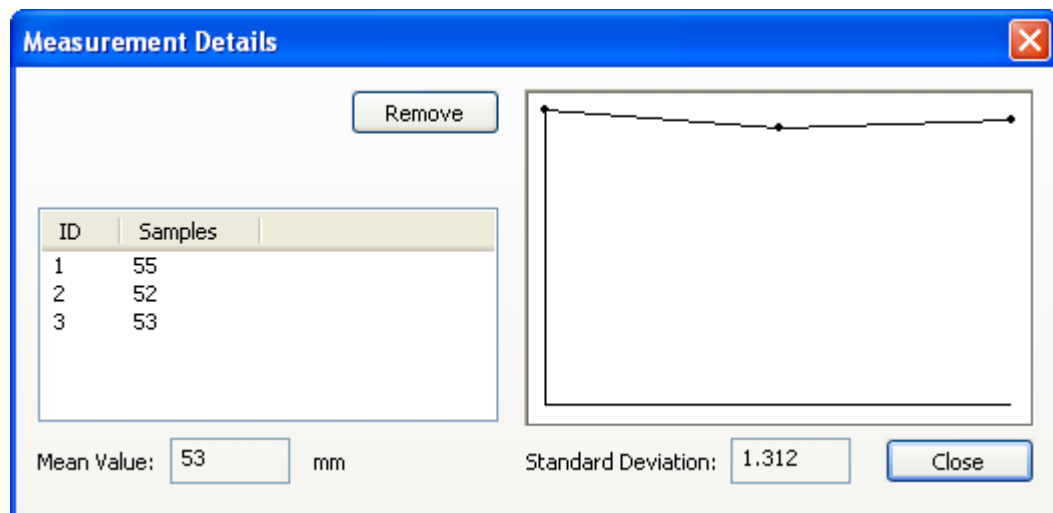 Measurement Details
Remove
ID Samples
1 55
2 52
3 53
Mean Value: 53 mm
Standard Deviation: 1.312
Close